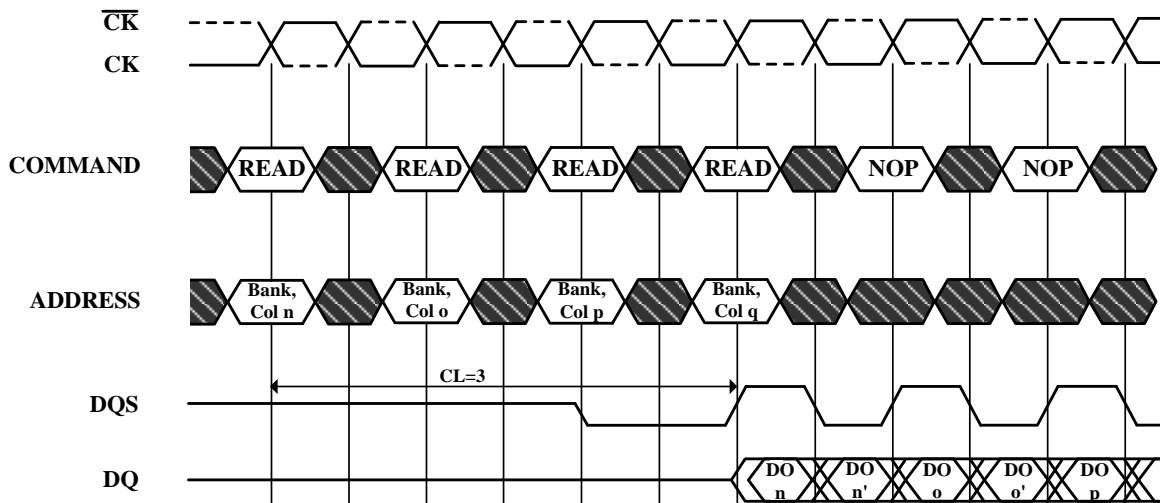 CK
CK
COMMAND READ READ READ READ NOP NOP
ADDRESS Bank, Col n Bank, Col o Bank, Col p Bank, Col q
CL=3
DQS
DQ DO n DO n' DO o DO o' DO p